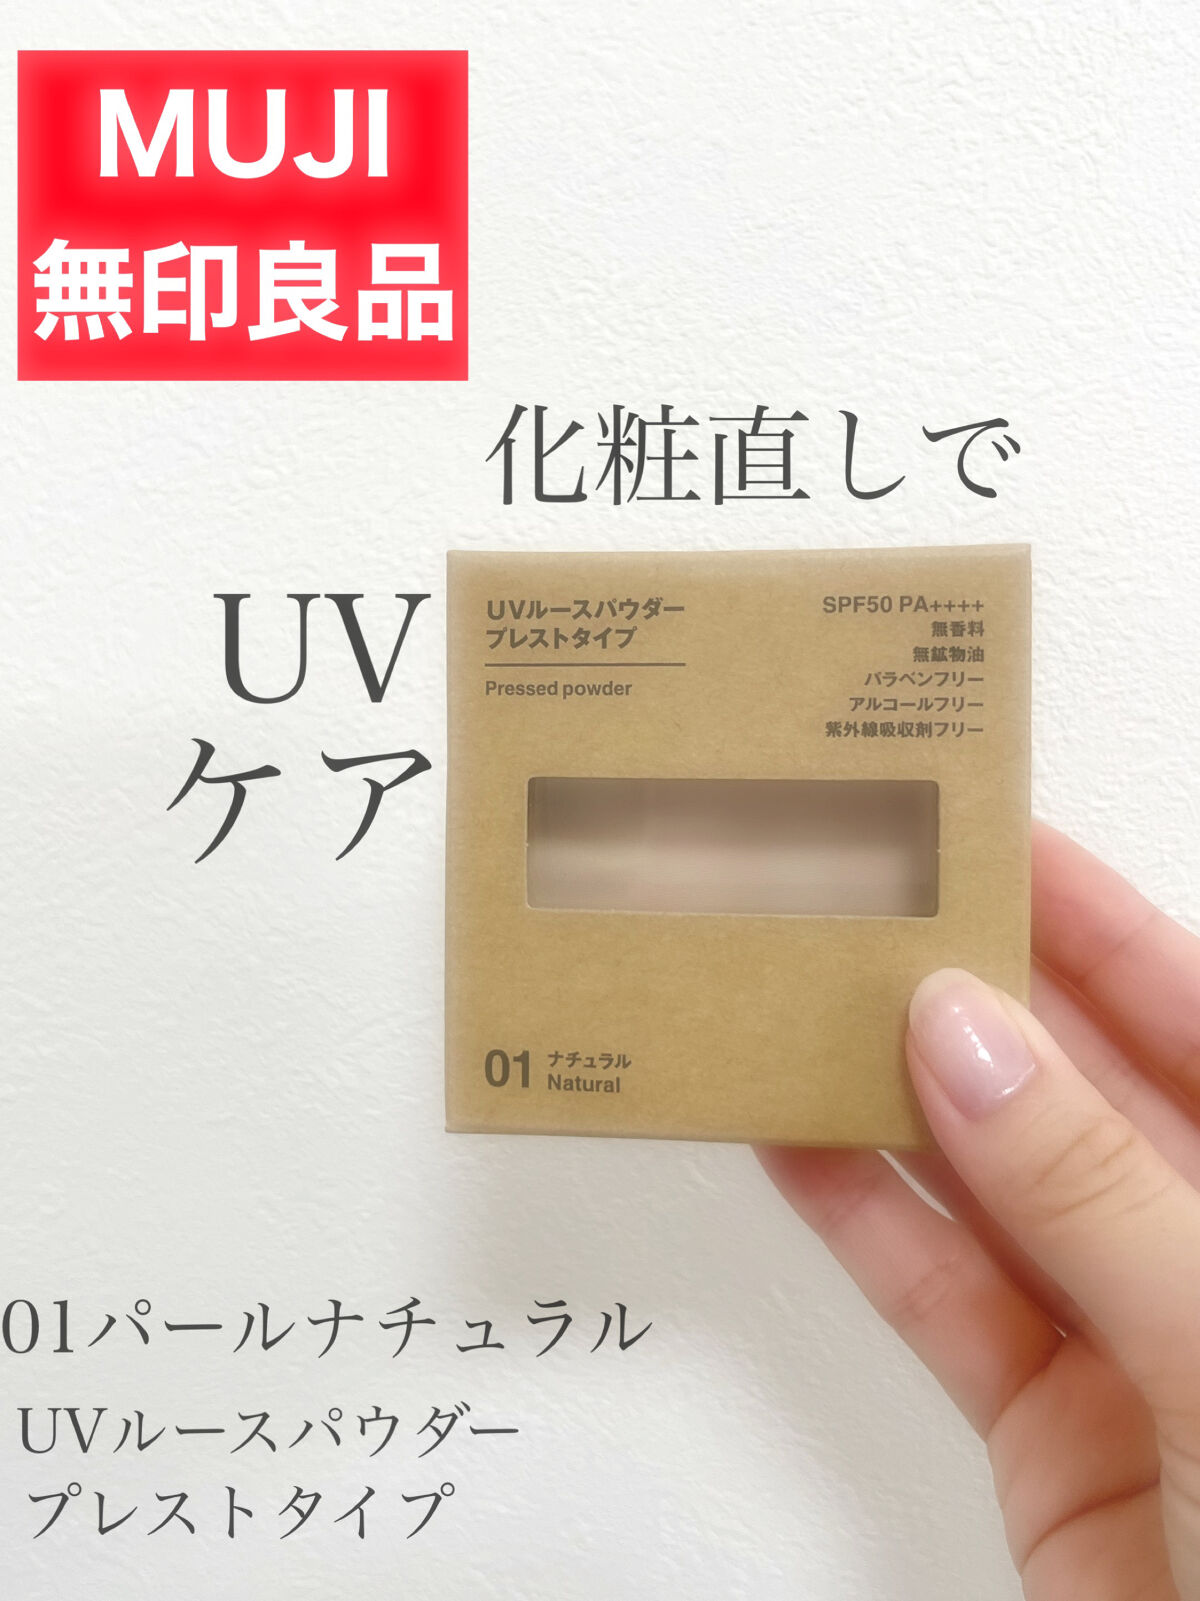 MUJI
無印良品
化粧直しで
UV
ケア
UVルースパウダー
プレストタイプ
Pressed powder
SPF50 PA++++
無香料
無鉱物油
パラベンフリー
アルコールフリー
紫外線吸収剤フリー
01 ナチュラル
Natural
01パールナチュラル
UVルースパウダー
プレストタイプ